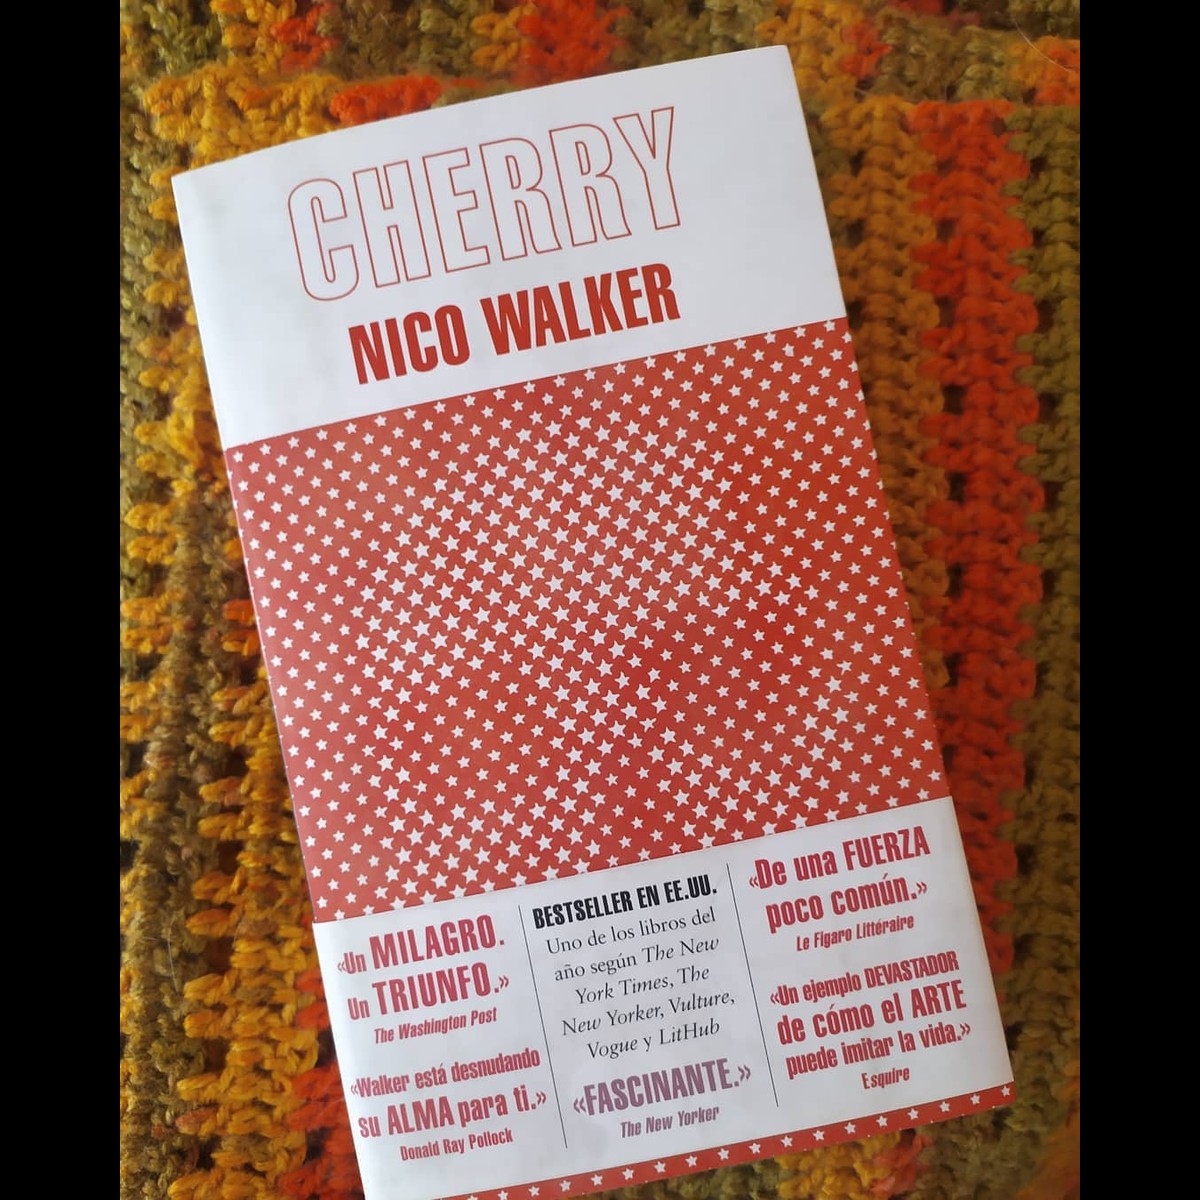 CHERRY
NICO WALKER
«Un MILAGRO.
Un TRIUNFO.»
The Washington Post
«Walker está desnudando
su ALMA para ti.»
Donald Ray Pollock
BESTSELLER EN EE.UU.
Uno de los libros del
año según The New
York Times, The
New Yorker, Vulture,
Vogue y LitHub
«FASCINANTE.»
The New Yorker
«De una FUERZA
poco común.»
Le Figaro Littéraire
«Un ejemplo DEVASTADOR
de cómo el ARTE
puede imitar la vida.»
Esquire